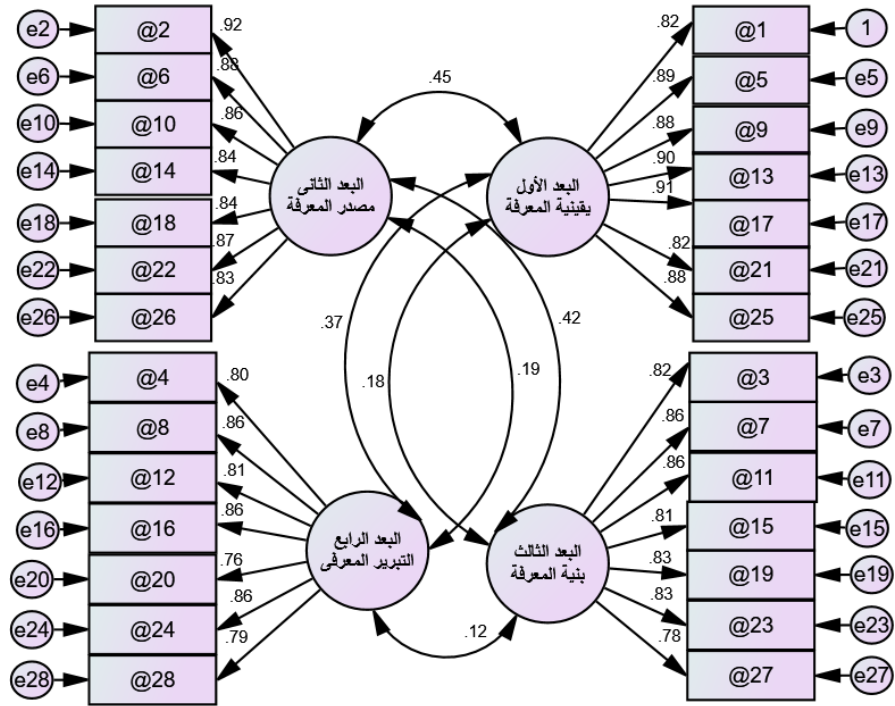 e2 @2 .92
e6 @6 .88
e10 @10 .86
e14 @14 .84
e18 @18 .84
e22 @22 .87
e26 @26 .83
البعد الثانى
مصدر المعرفة
.45
البعد الأول
يقينية المعرفة
.82 @1 1
.89 @5 e5
.88 @9 e9
.90 @13 e13
.91 @17 e17
.82 @21 e21
.88 @25 e25
.37
.18
.19
.42
e4 @4 .80
e8 @8 .86
e12 @12 .81
e16 @16 .86
e20 @20 .76
e24 @24 .86
e28 @28 .79
البعد الرابع
التبرير المعرفى
.12
البعد الثالث
بنية المعرفة
.82 @3 e3
.86 @7 e7
.86 @11 e11
.81 @15 e15
.83 @19 e19
.83 @23 e23
.78 @27 e27